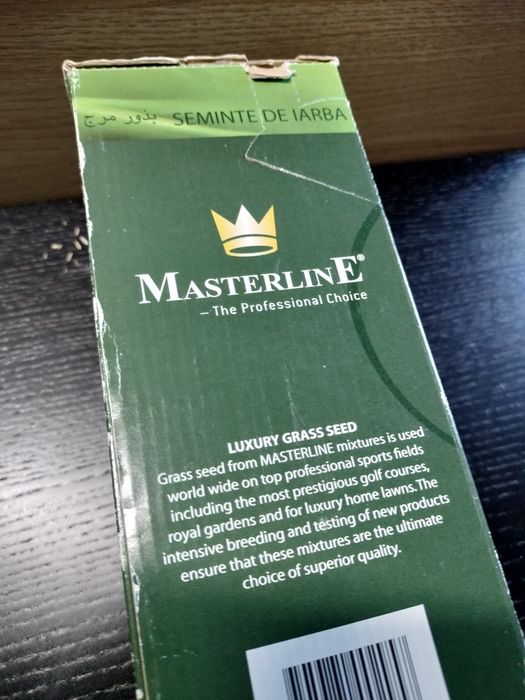 بذور مرج SEMINTE DE IARBA
MASTERLINE®
– The Professional Choice
LUXURY GRASS SEED
Grass seed from MASTERLINE mixtures is used
world wide on top professional sports fields
including the most prestigious golf courses,
royal gardens and for luxury home lawns. The
intensive breeding and testing of new products
ensure that these mixtures are the ultimate
choice of superior quality.